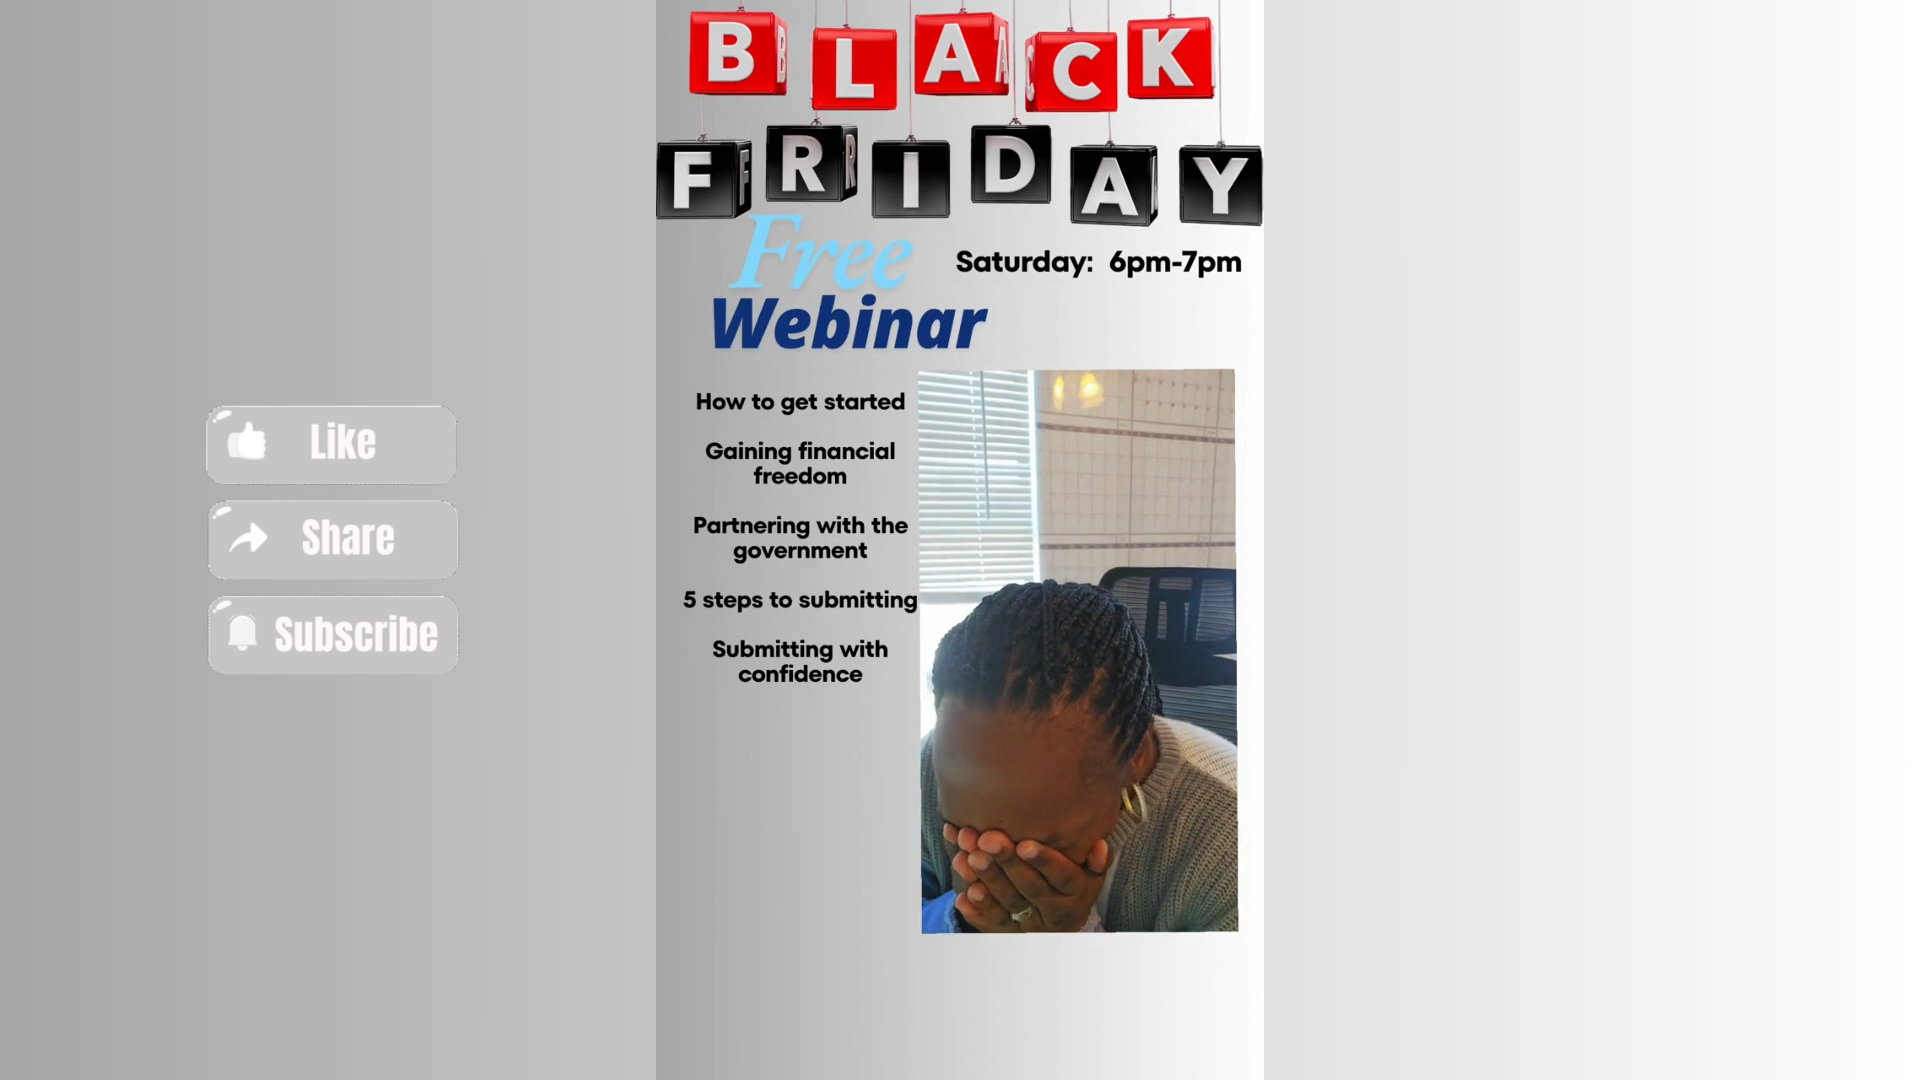 BLACK
FRIDAY
Free
Saturday: 6pm-7pm
Webinar
How to get started
Gaining financial
freedom
Partnering with the
government
5 steps to submitting
Submitting with
confidence
Like
Share
Subscribe